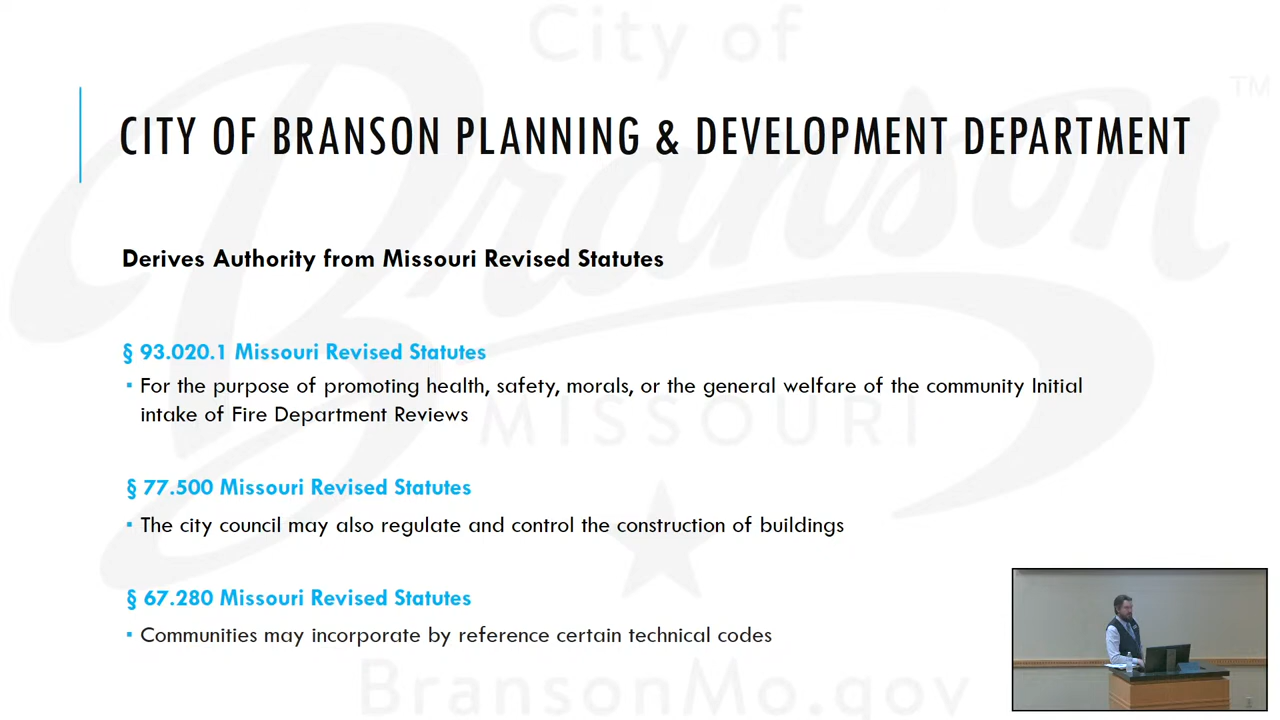 City of
Branson
TM
CITY OF BRANSON PLANNING & DEVELOPMENT DEPARTMENT
Derives Authority from Missouri Revised Statutes
§ 93.020.1 Missouri Revised Statutes
▪ For the purpose of promoting health, safety, morals, or the general welfare of the community Initial
intake of Fire Department Reviews
MISSOURI
§ 77.500 Missouri Revised Statutes
▪ The city council may also regulate and control the construction of buildings
§ 67.280 Missouri Revised Statutes
▪ Communities may incorporate by reference certain technical codes
BransonMo.gov